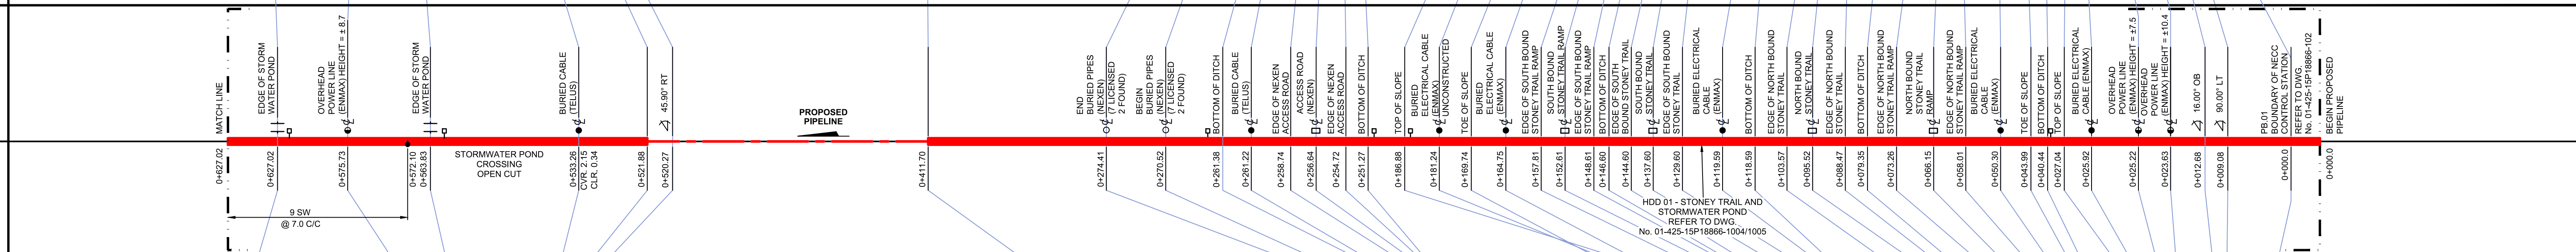 MATCH LINE
0+627.02
EDGE OF STORM
WATER POND
0+627.02
OVERHEAD
POWER LINE
(ENMAX) HEIGHT = ± 8.7
0+575.73
0+572.10
EDGE OF STORM
WATER POND
0+563.83
9 SW
@ 7.0 C/C
STORMWATER POND
CROSSING
OPEN CUT
BURIED CABLE
(TELUS)
0+533.26
CVR. 2.15
CLR. 0.34
0+521.88
45.90° RT
0+520.27
PROPOSED
PIPELINE
0+411.70
END
BURIED PIPES
(NEXEN)
(7 LICENSED
2 FOUND)
0+274.41
BEGIN
BURIED PIPES
(NEXEN)
(7 LICENSED
2 FOUND)
0+270.52
BOTTOM OF DITCH
0+261.38
BURIED CABLE
(TELUS)
0+261.22
EDGE OF NEXEN
ACCESS ROAD
0+258.74
ACCESS ROAD
(NEXEN)
0+256.64
EDGE OF NEXEN
ACCESS ROAD
0+254.72
BOTTOM OF DITCH
0+251.27
TOP OF SLOPE
0+186.88
BURIED
ELECTRICAL CABLE
(ENMAX)
UNCONSTRUCTED
0+181.24
TOE OF SLOPE
0+169.74
BURIED
ELECTRICAL CABLE
(ENMAX)
0+164.75
EDGE OF SOUTH BOUND
STONEY TRAIL RAMP
0+157.81
SOUTH BOUND
STONEY TRAIL RAMP
0+152.61
EDGE OF SOUTH BOUND
STONEY TRAIL RAMP
0+148.61
BOTTOM OF DITCH
0+146.60
EDGE OF SOUTH
BOUND STONEY TRAIL
0+144.60
SOUTH BOUND
STONEY TRAIL
0+137.60
EDGE OF SOUTH BOUND
STONEY TRAIL
0+129.60
BURIED ELECTRICAL
CABLE
(ENMAX)
0+119.59
BOTTOM OF DITCH
0+118.59
EDGE OF NORTH BOUND
STONEY TRAIL
0+103.57
NORTH BOUND
STONEY TRAIL
0+095.52
EDGE OF NORTH BOUND
STONEY TRAIL
0+088.47
BOTTOM OF DITCH
0+079.35
EDGE OF NORTH BOUND
STONEY TRAIL RAMP
0+073.26
NORTH BOUND
STONEY TRAIL
RAMP
0+066.15
EDGE OF NORTH BOUND
STONEY TRAIL RAMP
0+058.01
BURIED ELECTRICAL
CABLE
(ENMAX)
0+050.30
TOE OF SLOPE
0+043.99
BOTTOM OF DITCH
0+040.44
TOP OF SLOPE
0+027.04
BURIED ELECTRICAL
CABLE (ENMAX)
0+025.92
OVERHEAD
POWER LINE
(ENMAX) HEIGHT = ±7.5
0+025.22
OVERHEAD
POWER LINE
(ENMAX) HEIGHT = ±10.4
0+023.63
16.00° OB
0+012.68
90.00° LT
0+009.08
PB.01
BOUNDARY OF NECC
CONTROL STATION
REFER TO DWG.
No. 01-425-15P18866-102
0+000.0
BEGIN PROPOSED
PIPELINE
0+000.0
HDD 01 - STONEY TRAIL AND
STORMWATER POND
REFER TO DWG.
No. 01-425-15P18866-1004/1005